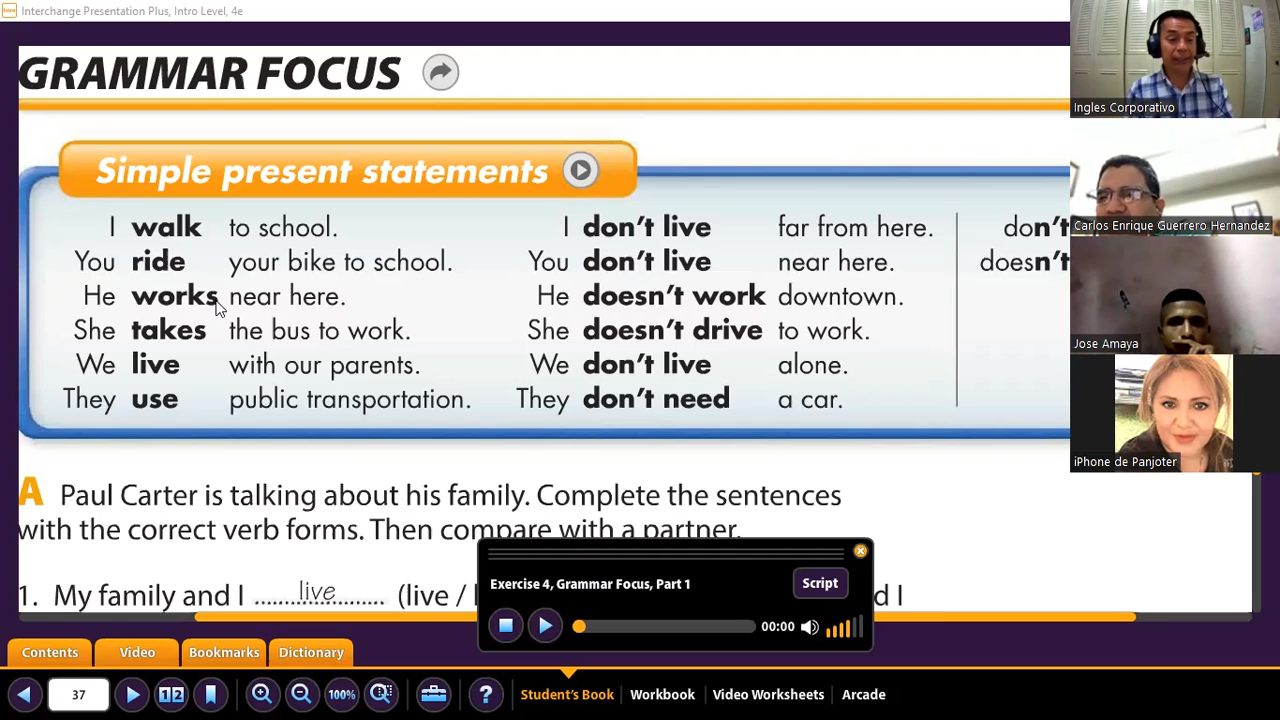 Interchange Presentation Plus, Intro Level, 4e
GRAMMAR FOCUS
Simple present statements
I walk to school. I don't live far from here. don't
You ride your bike to school. You don't live near here. doesn't
He works near here. He doesn't work downtown.
She takes the bus to work. She doesn't drive to work.
We live with our parents. We don't live alone.
They use public transportation. They don't need a car.
A Paul Carter is talking about his family. Complete the sentences
with the correct verb forms. Then compare with a partner.
1. My family and I live (live /
d I
Exercise 4, Grammar Focus, Part 1
Script
00:00
Ingles Corporativo
Carlos Enrique Guerrero Hernandez
Jose Amaya
iPhone de Panjoter
Contents Video Bookmarks Dictionary
37 1 2 100% ? Student's Book Workbook Video Worksheets Arcade